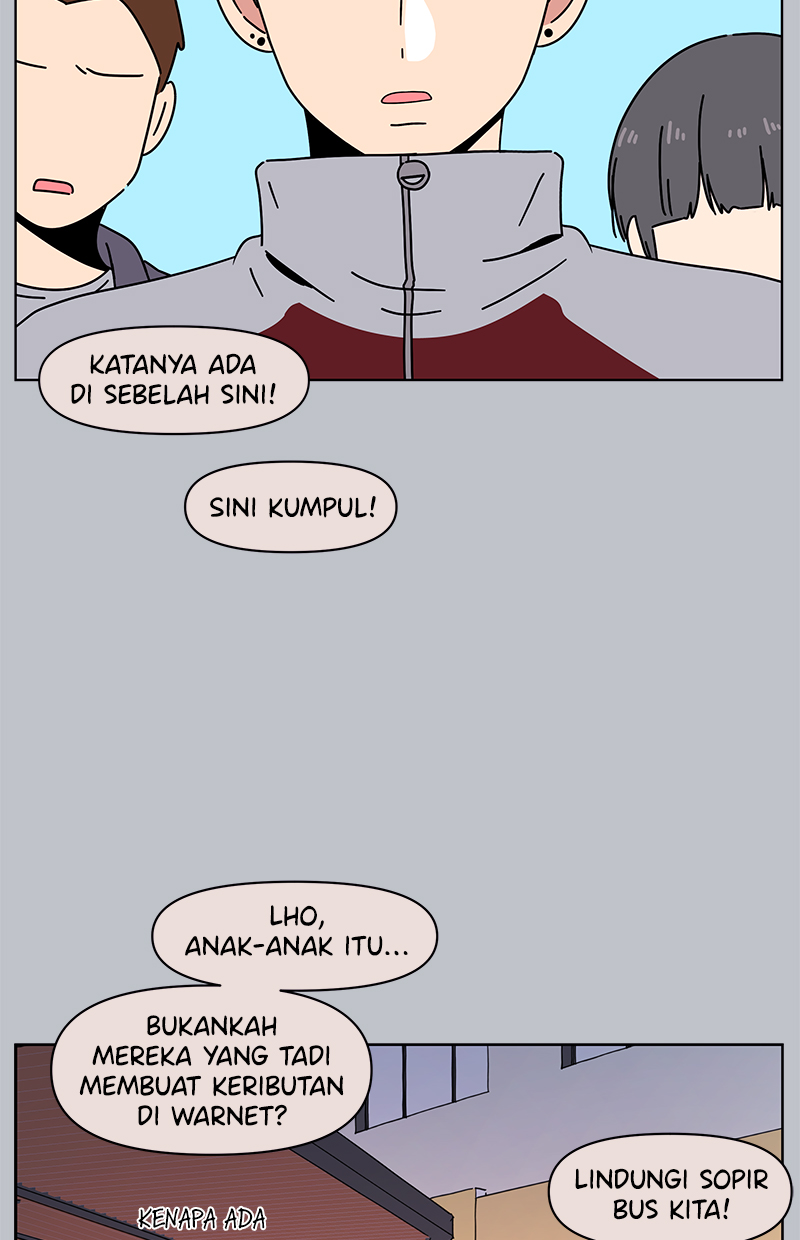 KATANYA ADA
DI SEBELAH SINI!
SINI KUMPUL!
LHO,
ANAK-ANAK ITU...
BUKANKAH
MEREKA YANG TADI
MEMBUAT KERIBUTAN
DI WARNET?
LINDUNGI SOPIR
BUS KITA!
KENAPA ADA